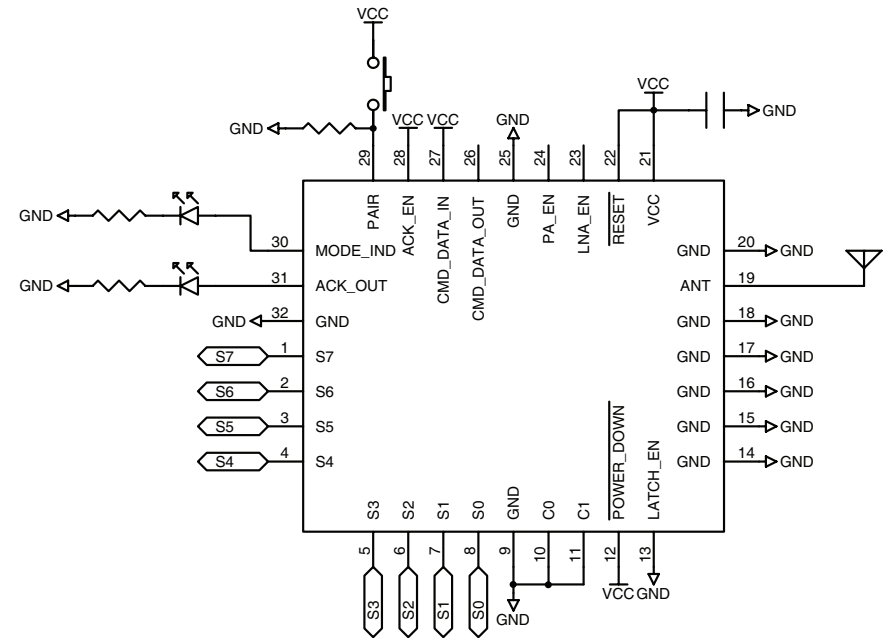 VCC
GND
VCC VCC
GND
VCC
GND
29
28
27
26
25
24
23
22
21
PAIR
ACK_EN
CMD_DATA_IN
CMD_DATA_OUT
GND
PA_EN
LNA_EN
RESET
VCC
GND
30 MODE_IND
GND 20 GND
GND
31 ACK_OUT
ANT 19
GND 32 GND
GND 18 GND
S7 1 S7
GND 17 GND
S6 2 S6
GND 16 GND
S5 3 S5
GND 15 GND
S4 4 S4
GND 14 GND
S3
S2
S1
S0
GND
C0
C1
POWER_DOWN
LATCH_EN
5
6
7
8
9
10
11
12
13
S3
S2
S1
S0
GND
VCC GND